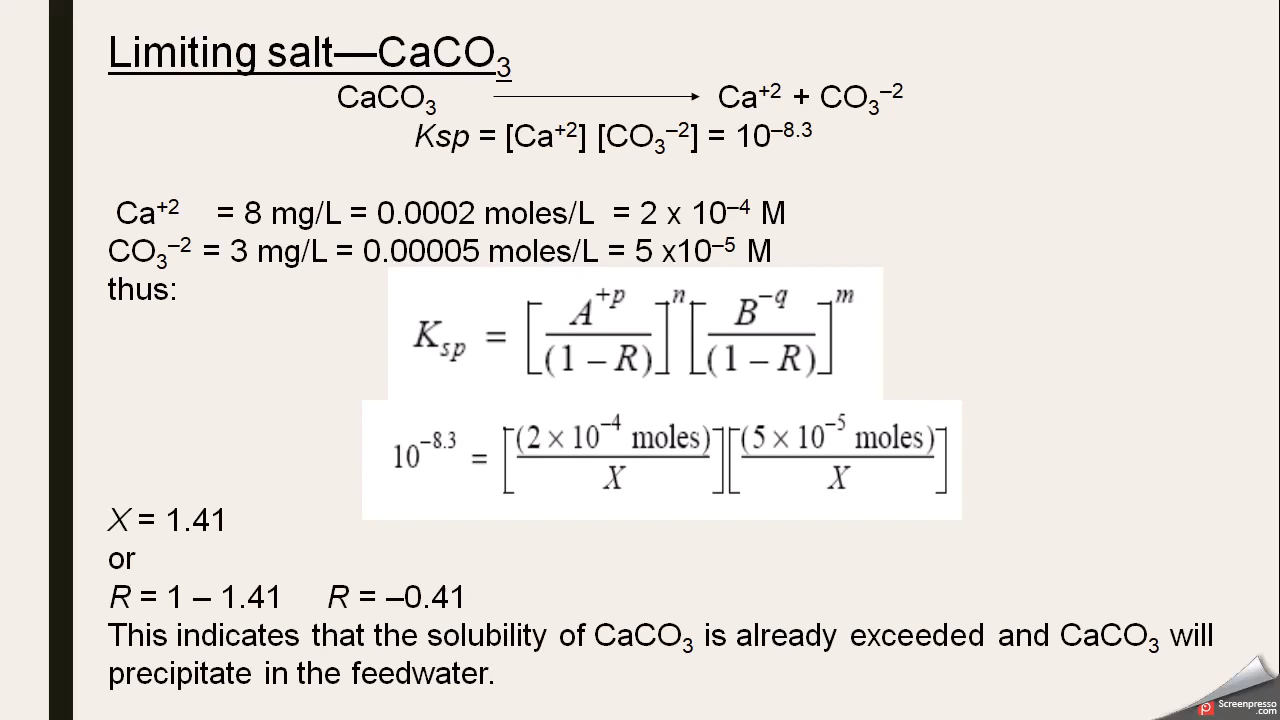 Limiting salt—CaCO₃
CaCO₃ ⟶ Ca⁺² + CO₃⁻²
Ksp = [Ca⁺²] [CO₃⁻²] = 10⁻⁸·³
Ca⁺² = 8 mg/L = 0.0002 moles/L = 2 x 10⁻⁴ M
CO₃⁻² = 3 mg/L = 0.00005 moles/L = 5 x10⁻⁵ M
thus:
K_sp = [A^{+p}/(1 – R)]^n [B^{-q}/(1 – R)]^m
10^{-8.3} = [(2 × 10^{-4} moles)/X][(5 × 10^{-5} moles)/X]
X = 1.41
or
R = 1 – 1.41 R = –0.41
This indicates that the solubility of CaCO₃ is already exceeded and CaCO₃ will
precipitate in the feedwater.
Screenpresso
.com